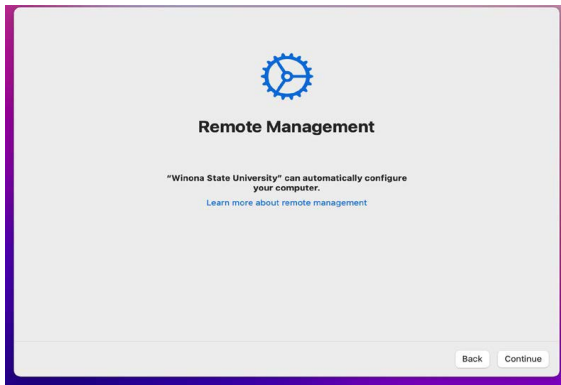 Remote Management
"Winona State University" can automatically configure
your computer.
Learn more about remote management
Back
Continue